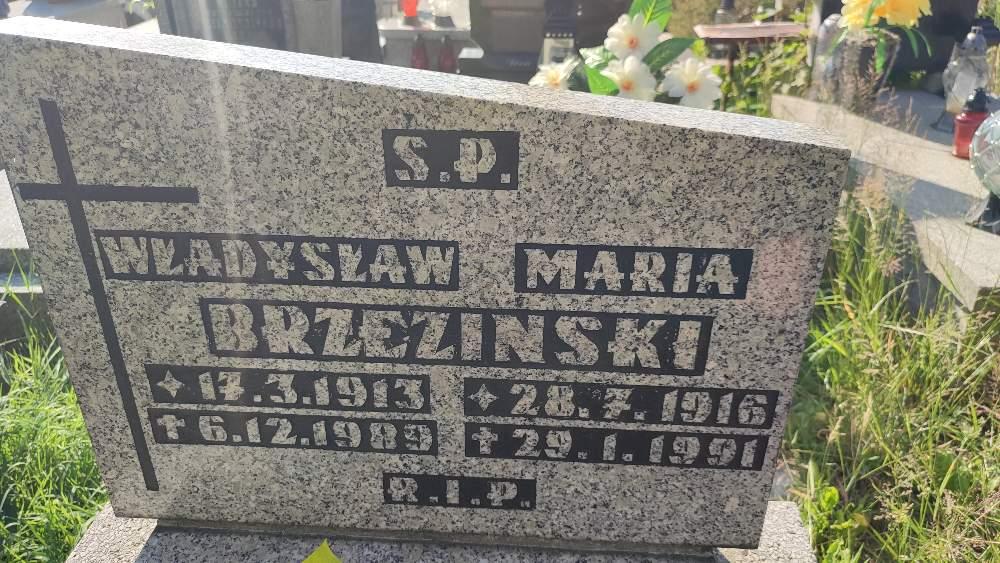 S.P.
WŁADYSŁAW MARIA
BRZEZINSKI
17.3.1913 28.7.1916
6.12.1989 29.1.1991
R.I.P.